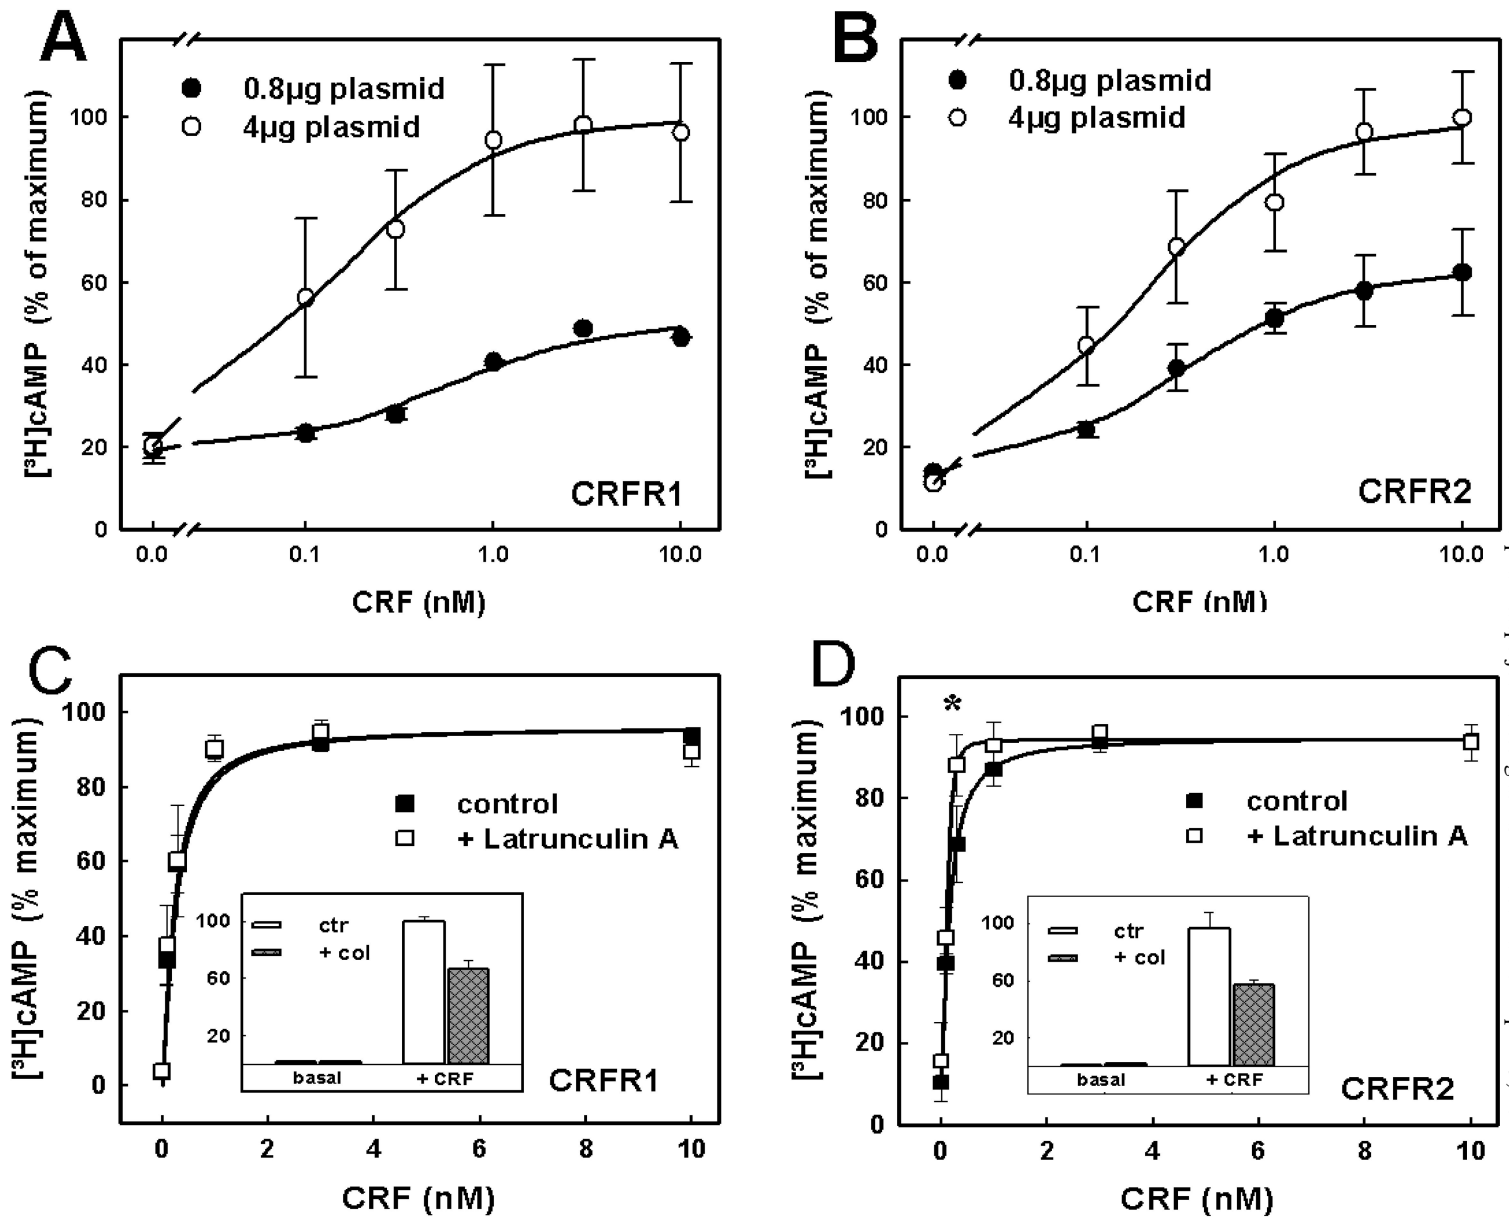 A
0.8µg plasmid
4µg plasmid
[³H]cAMP (% of maximum)
100
80
60
40
20
0
CRFR1
0.0 0.1 1.0 10.0
CRF (nM)
B
0.8µg plasmid
4µg plasmid
[³H]cAMP (% of maximum)
100
80
60
40
20
0
CRFR2
0.0 0.1 1.0 10.0
CRF (nM)
C
[³H]cAMP (% maximum)
100
80
60
40
20
0
control
+ Latrunculin A
100
60
20
ctr
+ col
basal + CRF
CRFR1
0 2 4 6 8 10
CRF (nM)
D
*
[³H]cAMP (% maximum)
100
80
60
40
20
0
control
+ Latrunculin A
100
60
20
ctr
+ col
basal + CRF
CRFR2
0 2 4 6 8 10
CRF (nM)